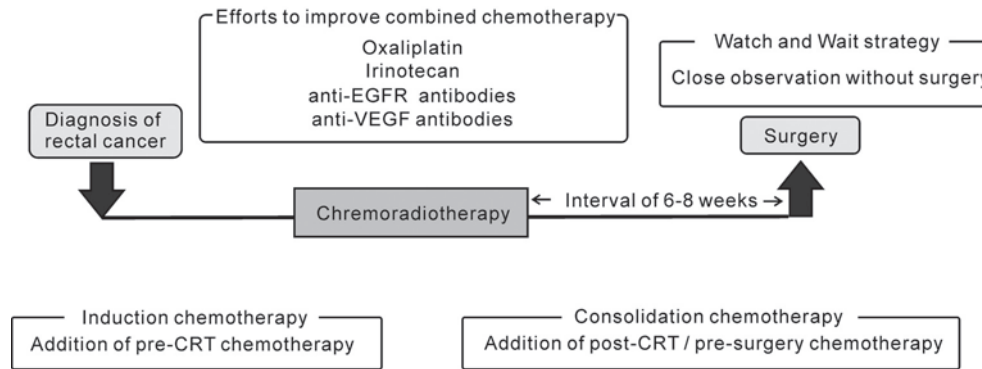 Efforts to improve combined chemotherapy
Oxaliplatin
Irinotecan
anti-EGFR antibodies
anti-VEGF antibodies
Watch and Wait strategy
Close observation without surgery
Diagnosis of
rectal cancer
Surgery
Chremoradiotherapy
← Interval of 6-8 weeks →
Induction chemotherapy
Addition of pre-CRT chemotherapy
Consolidation chemotherapy
Addition of post-CRT / pre-surgery chemotherapy